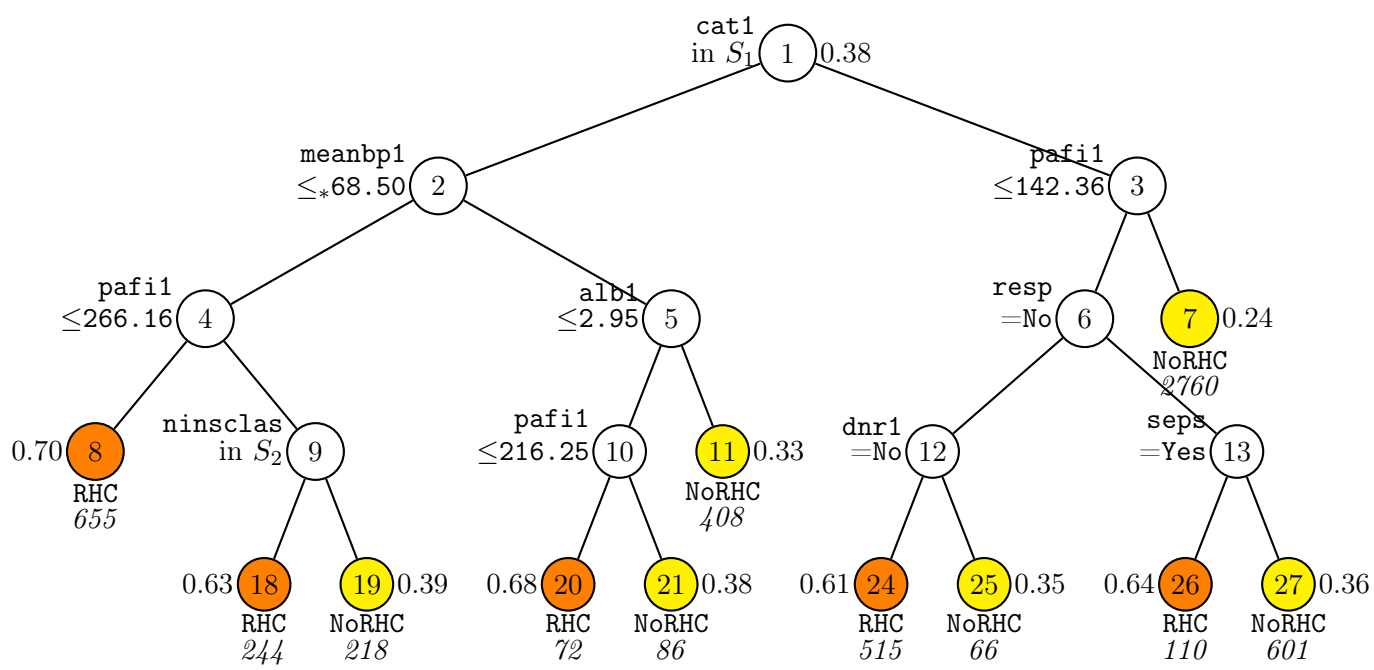 cat1
in S₁ 1 0.38
meanbp1
≤*68.50 2
pafi1
≤142.36 3
pafi1
≤266.16 4
alb1
≤2.95 5
resp
=No 6
7 0.24
NoRHC
2760
0.70 8
RHC
655
ninsclas
in S₂ 9
pafi1
≤216.25 10
11 0.33
NoRHC
408
dnr1
=No 12
seps
=Yes 13
0.63 18
RHC
244
19 0.39
NoRHC
218
0.68 20
RHC
72
21 0.38
NoRHC
86
0.61 24
RHC
515
25 0.35
NoRHC
66
0.64 26
RHC
110
27 0.36
NoRHC
601